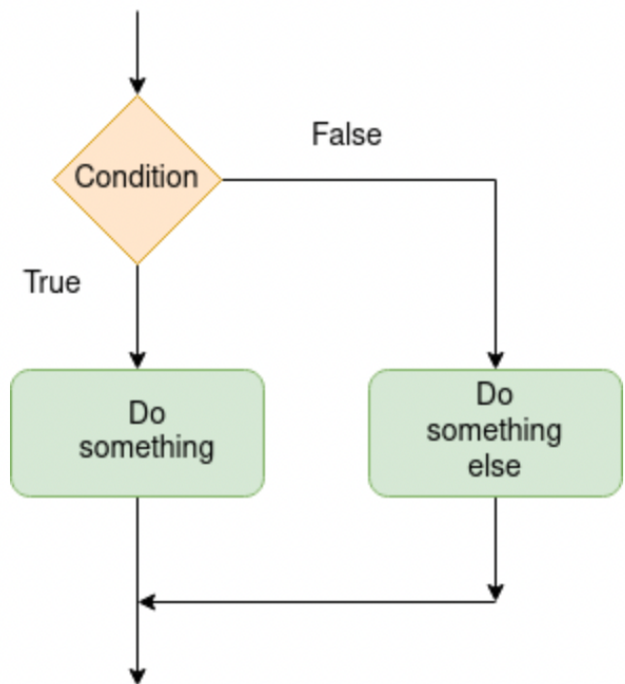 Condition
False
True
Do
something
Do
something
else